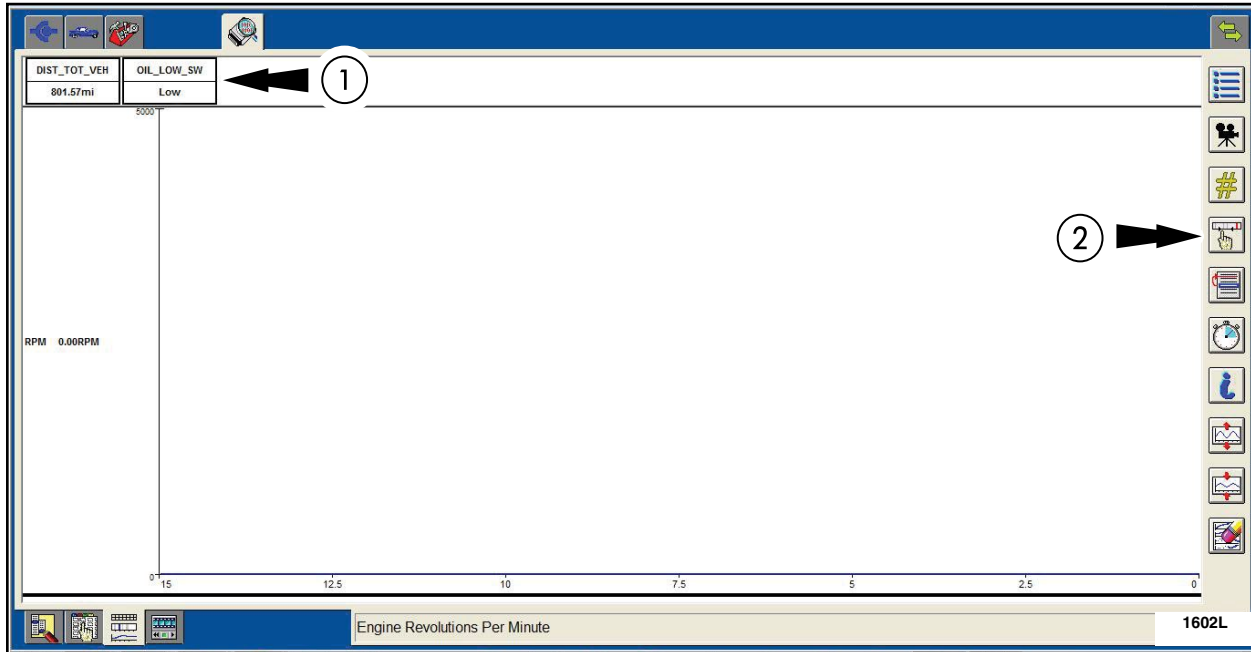 DIST_TOT_VEH OIL_LOW_SW
801.57mi Low
1
5000
2
RPM 0.00RPM
0
15 12.5 10 7.5 5 2.5 0
Engine Revolutions Per Minute
1602L